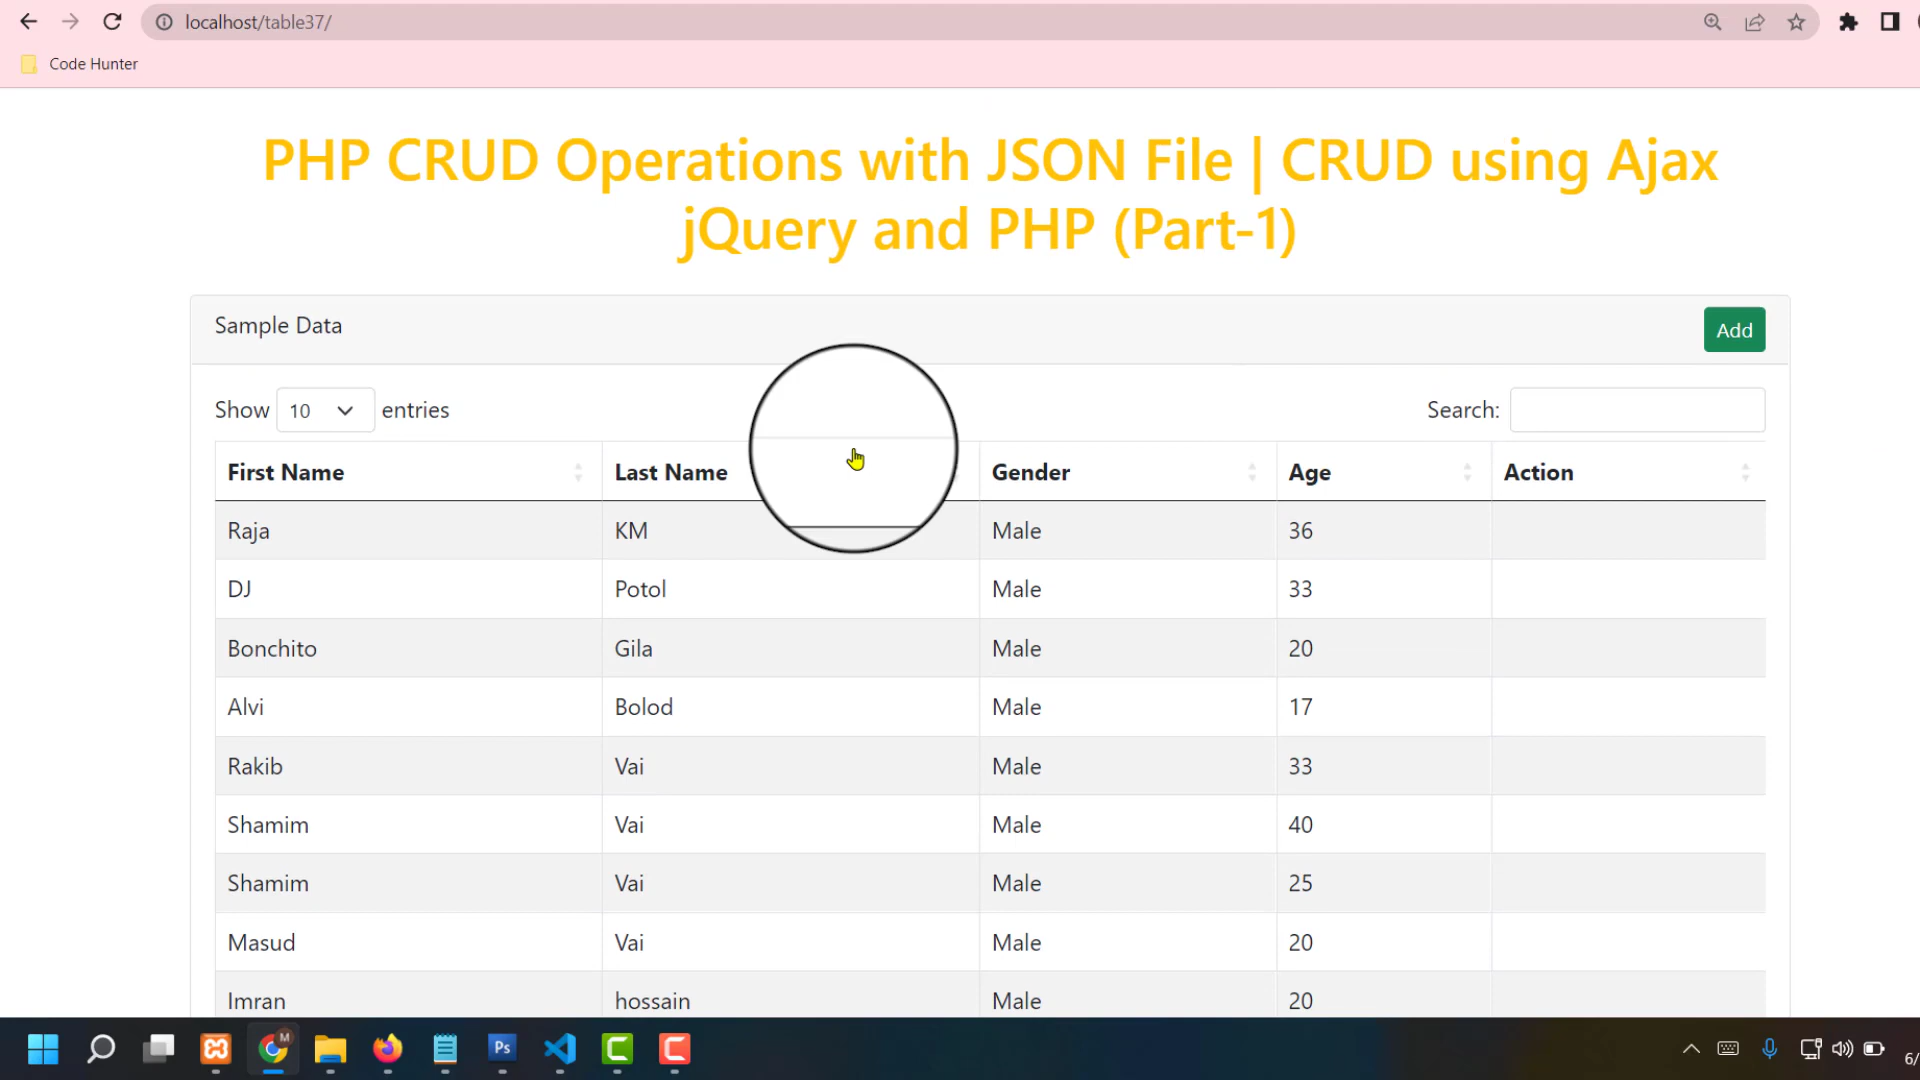 localhost/table37/
Code Hunter
PHP CRUD Operations with JSON File | CRUD using Ajax
jQuery and PHP (Part-1)
Sample Data Add
Show 10 entries Search:
First Name Last Name Gender Age Action
Raja KM Male 36
DJ Potol Male 33
Bonchito Gila Male 20
Alvi Bolod Male 17
Rakib Vai Male 33
Shamim Vai Male 40
Shamim Vai Male 25
Masud Vai Male 20
Imran hossain Male 20
M Ps C C 6/